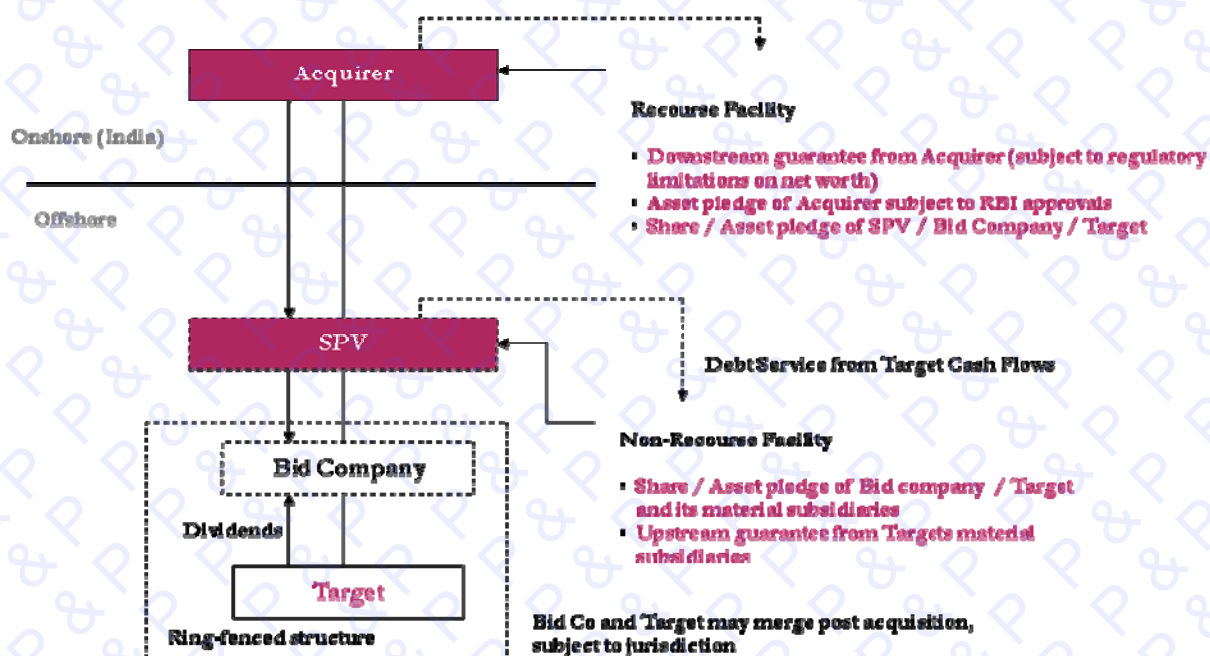 Acquirer
Onshore (India)
Offshore
Recourse Facility
▪ Downstream guarantee from Acquirer (subject to regulatory
limitations on net worth)
▪ Asset pledge of Acquirer subject to RBI approvals
▪ Share / Asset pledge of SPV / Bid Company / Target
SPV
Debt Service from Target Cash Flows
Non-Recourse Facility
▪ Share / Asset pledge of Bid company / Target
and its material subsidiaries
▪ Upstream guarantee from Targets material
subsidiaries
Bid Company
Dividends
Target
Ring-fenced structure
Bid Co and Target may merge post acquisition,
subject to jurisdiction
P & P